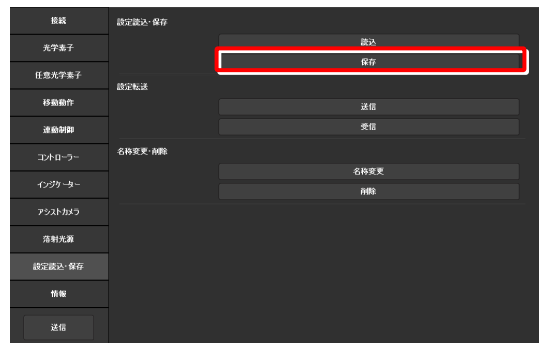 接続
光学素子
任意光学素子
移動動作
連動制御
コントローラー
インジケーター
アシストカメラ
落射光源
設定読込・保存
情報
送信
設定読込・保存
読込
保存
設定転送
送信
受信
名称変更・削除
名称変更
削除